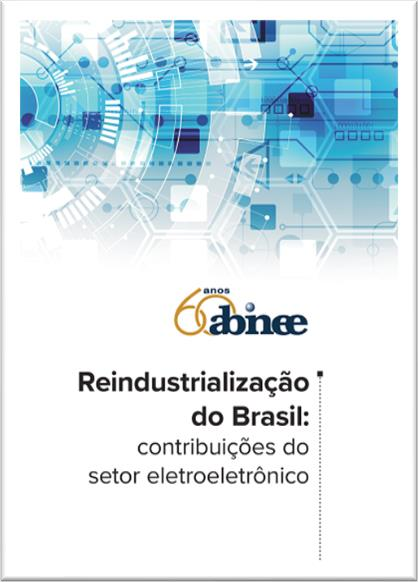 anos
60 abinee
Reindustrialização
do Brasil:
contribuições do
setor eletroeletrônico